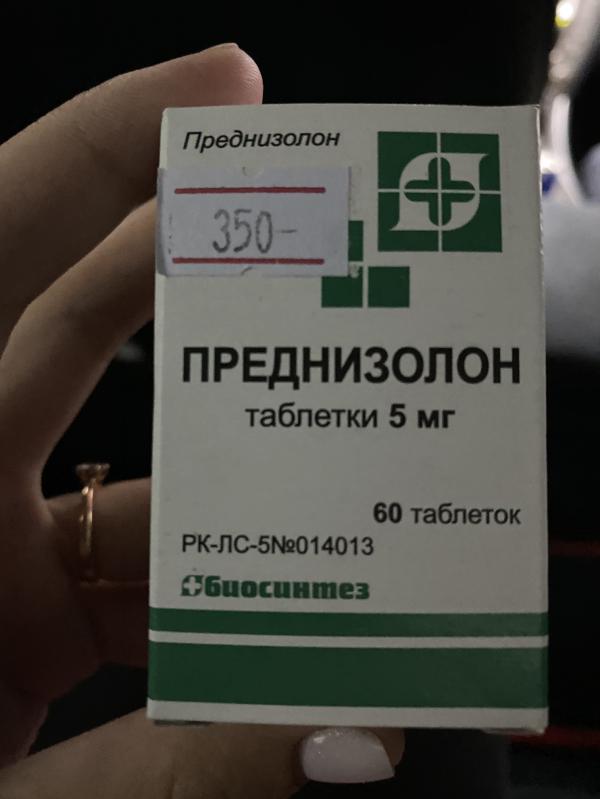 Преднизолон
350-
ПРЕДНИЗОЛОН
таблетки 5 мг
60 таблеток
РК-ЛС-5№014013
биосинтез